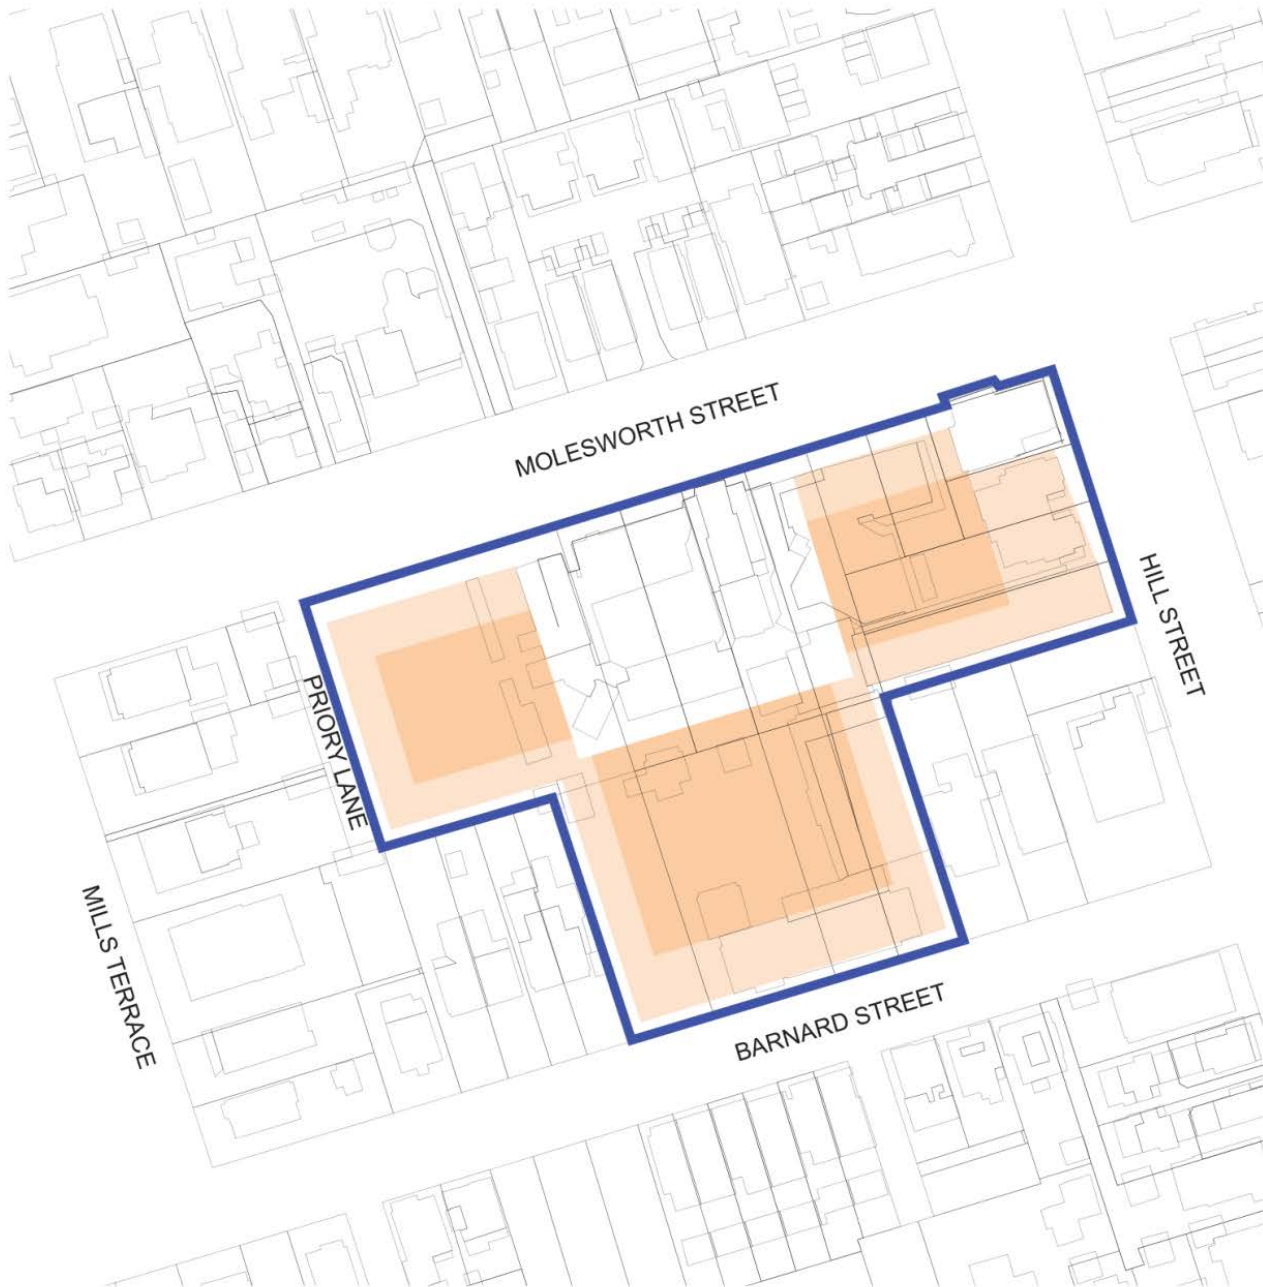 MOLESWORTH STREET
HILL STREET
PRIORY LANE
MILLS TERRACE
BARNARD STREET